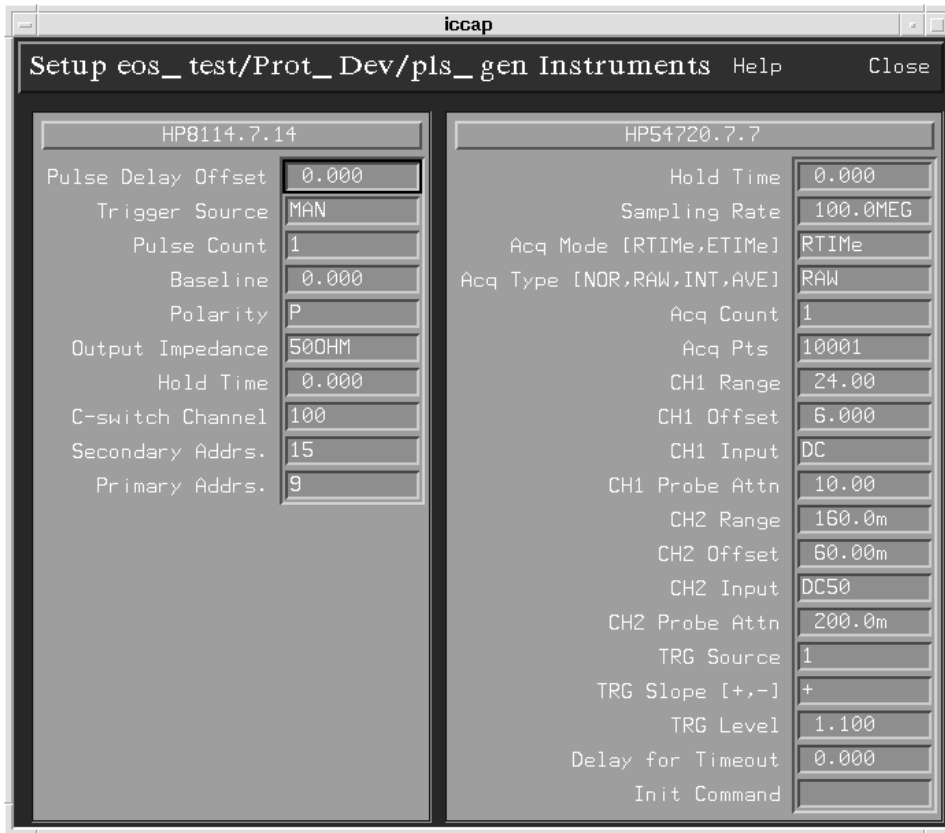 iccap
Setup eos_test/Prot_Dev/pls_gen Instruments Help Close
HP8114.7.14
Pulse Delay Offset 0.000
Trigger Source MAN
Pulse Count 1
Baseline 0.000
Polarity P
Output Impedance 50OHM
Hold Time 0.000
C-switch Channel 100
Secondary Addrs. 15
Primary Addrs. 9
HP54720.7.7
Hold Time 0.000
Sampling Rate 100.0MEG
Acq Mode [RTIMe,ETIMe] RTIMe
Acq Type [NOR,RAW,INT,AVE] RAW
Acq Count 1
Acq Pts 10001
CH1 Range 24.00
CH1 Offset 6.000
CH1 Input DC
CH1 Probe Attn 10.00
CH2 Range 160.0m
CH2 Offset 60.00m
CH2 Input DC50
CH2 Probe Attn 200.0m
TRG Source 1
TRG Slope [+,-] +
TRG Level 1.100
Delay for Timeout 0.000
Init Command